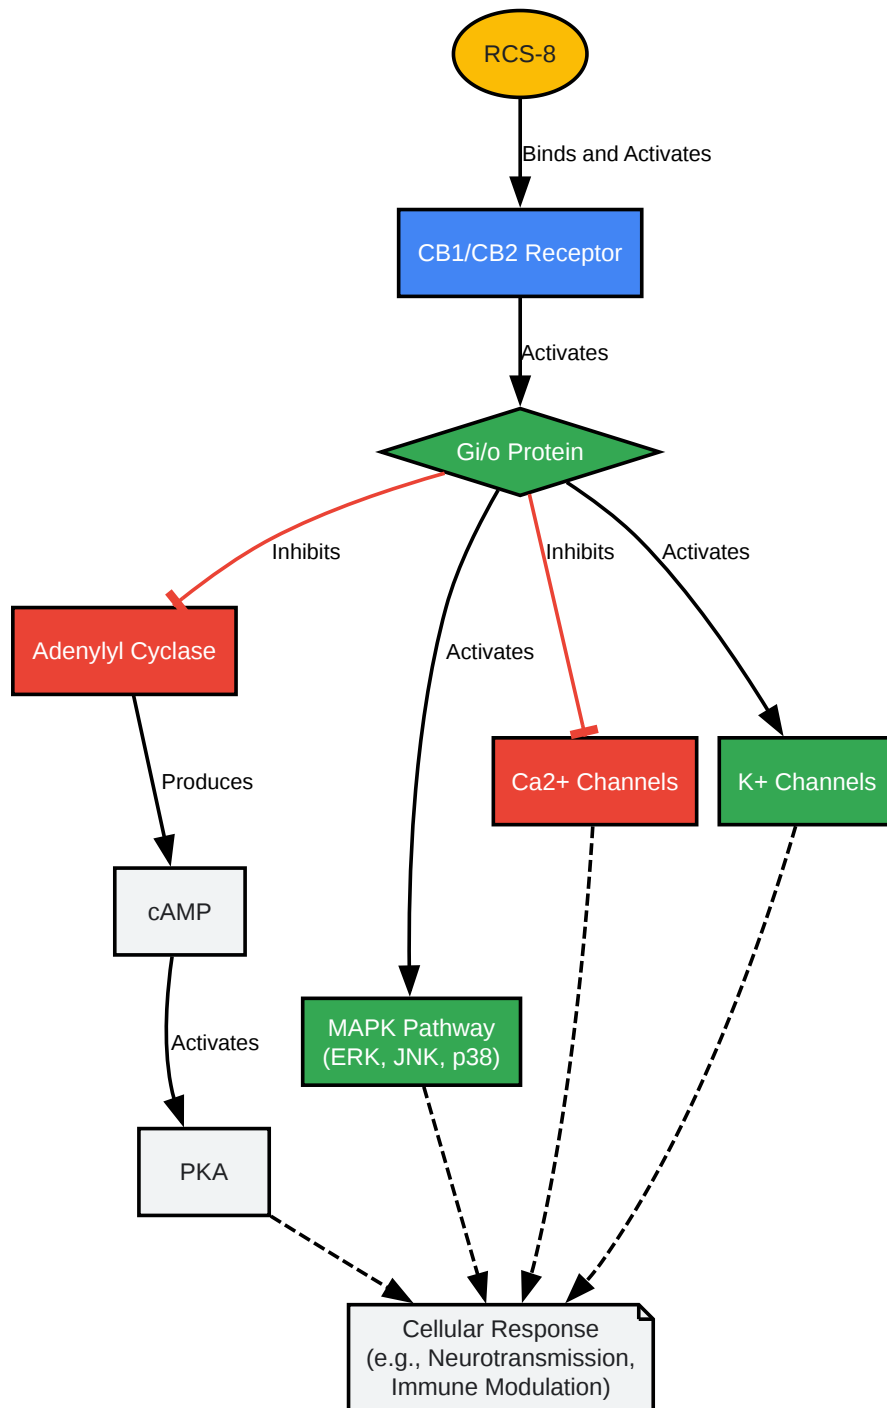 RCS-8
Binds and Activates
CB1/CB2 Receptor
Activates
Gi/o Protein
Inhibits
Inhibits
Activates
Adenylyl Cyclase
Activates
Produces
Ca2+ Channels
K+ Channels
cAMP
MAPK Pathway
(ERK, JNK, p38)
Activates
PKA
Cellular Response
(e.g., Neurotransmission,
Immune Modulation)